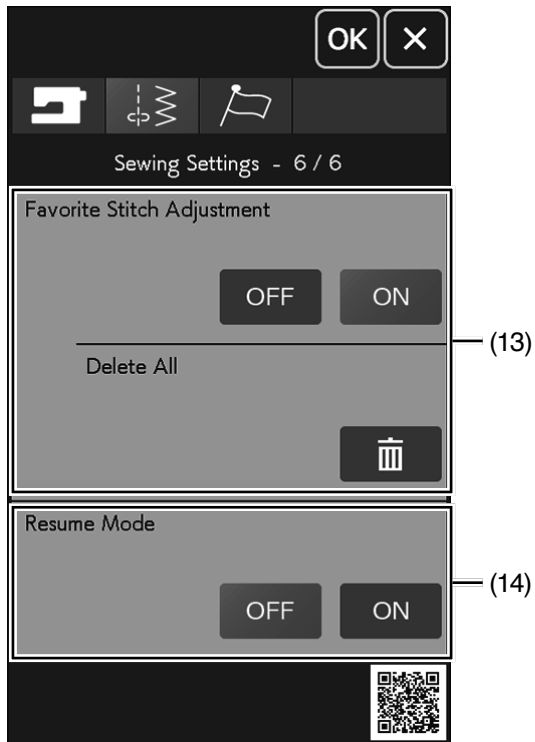 OK
Sewing Settings - 6 / 6
Favorite Stitch Adjustment
OFF ON
(13)
Delete All
Resume Mode
OFF ON
(14)